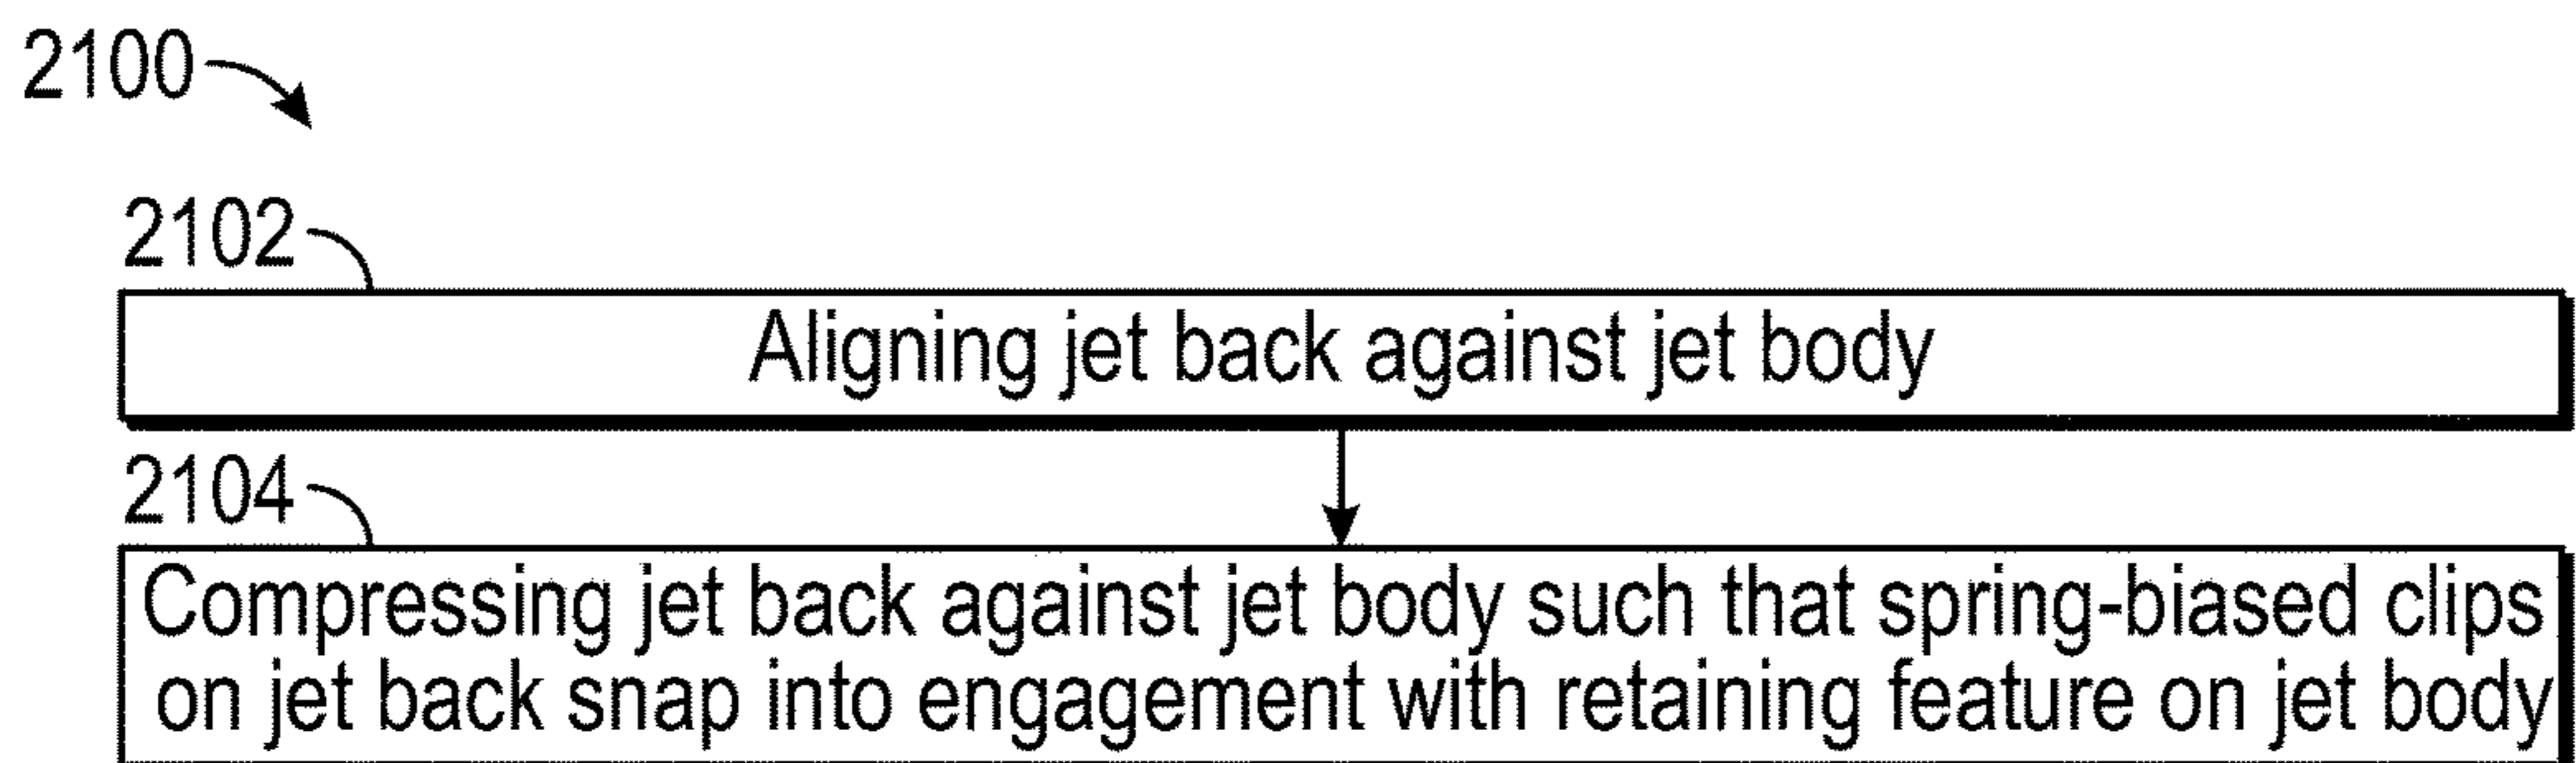 2100
2102
Aligning jet back against jet body
2104
Compressing jet back against jet body such that spring-biased clips
on jet back snap into engagement with retaining feature on jet body